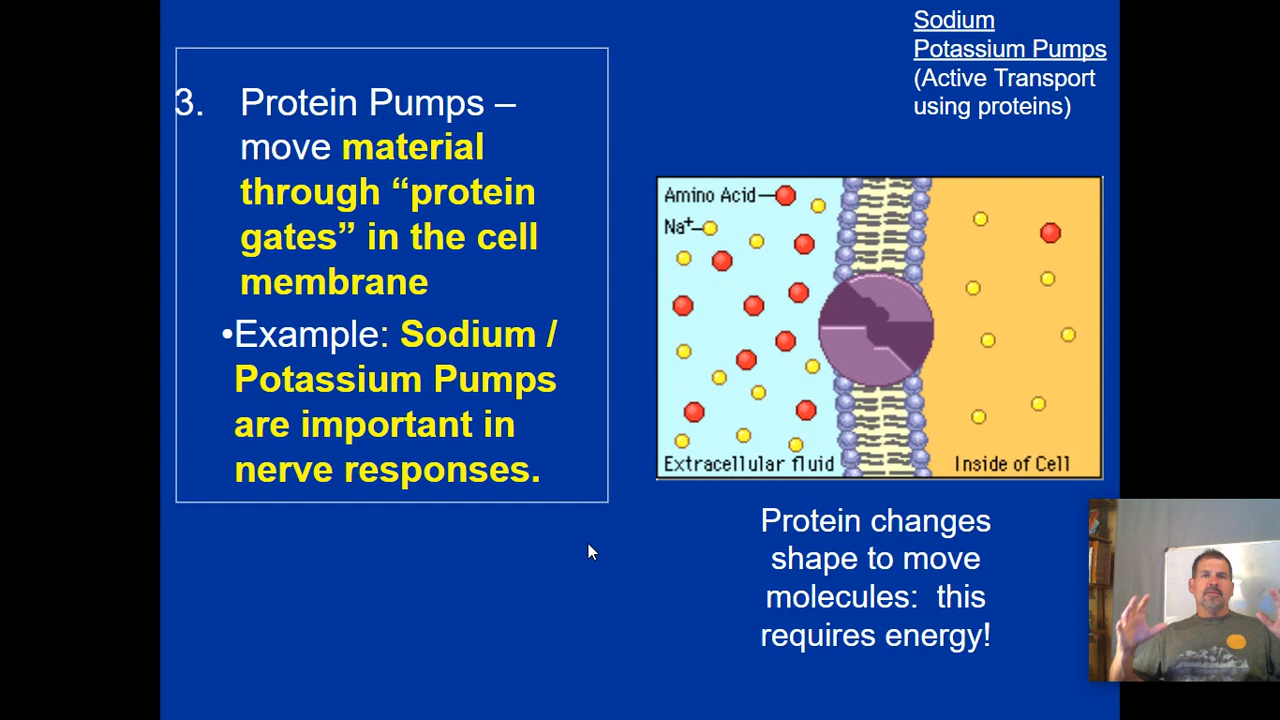 Sodium
Potassium Pumps
(Active Transport
using proteins)
3. Protein Pumps –
move material
through “protein
gates” in the cell
membrane
•Example: Sodium /
Potassium Pumps
are important in
nerve responses.
Amino Acid
Na+
Extracellular fluid
Inside of Cell
Protein changes
shape to move
molecules: this
requires energy!